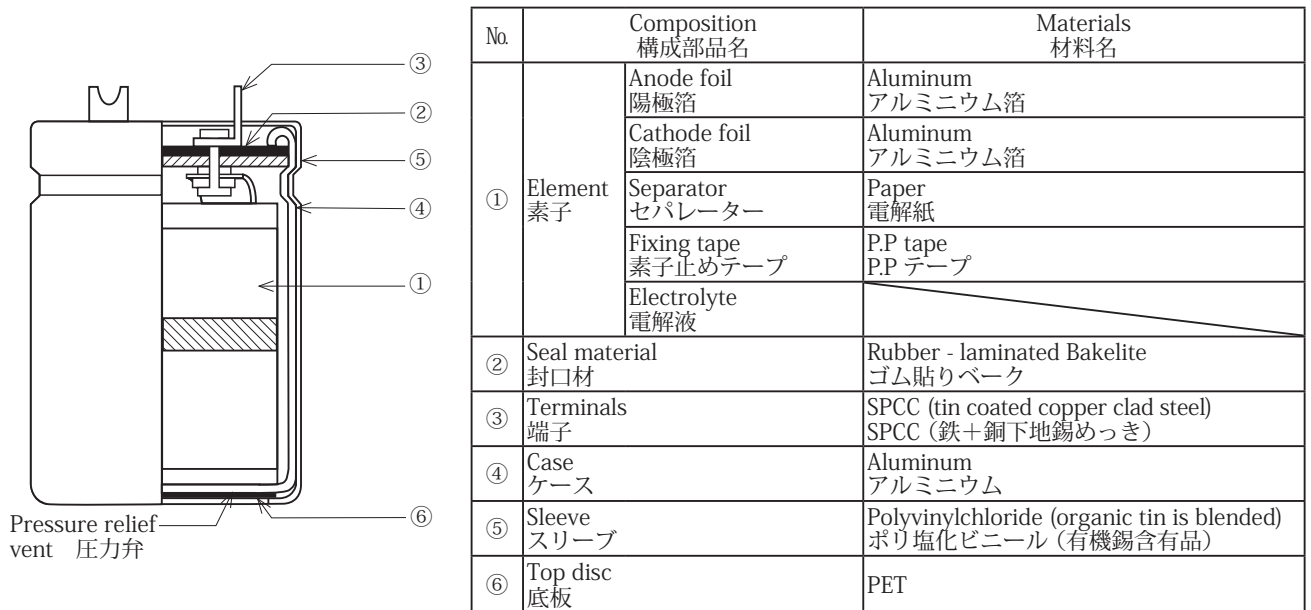 ③
②
⑤
④
①
⑥
Pressure relief
vent 圧力弁
№
Composition
構成部品名
Materials
材料名
①
Element
素子
Anode foil
陽極箔
Aluminum
アルミニウム箔
Cathode foil
陰極箔
Aluminum
アルミニウム箔
Separator
セパレーター
Paper
電解紙
Fixing tape
素子止めテープ
P.P tape
P.P テープ
Electrolyte
電解液
②
Seal material
封口材
Rubber - laminated Bakelite
ゴム貼りベーク
③
Terminals
端子
SPCC (tin coated copper clad steel)
SPCC（鉄＋銅下地錫めっき）
④
Case
ケース
Aluminum
アルミニウム
⑤
Sleeve
スリーブ
Polyvinylchloride (organic tin is blended)
ポリ塩化ビニール（有機錫含有品）
⑥
Top disc
底板
PET